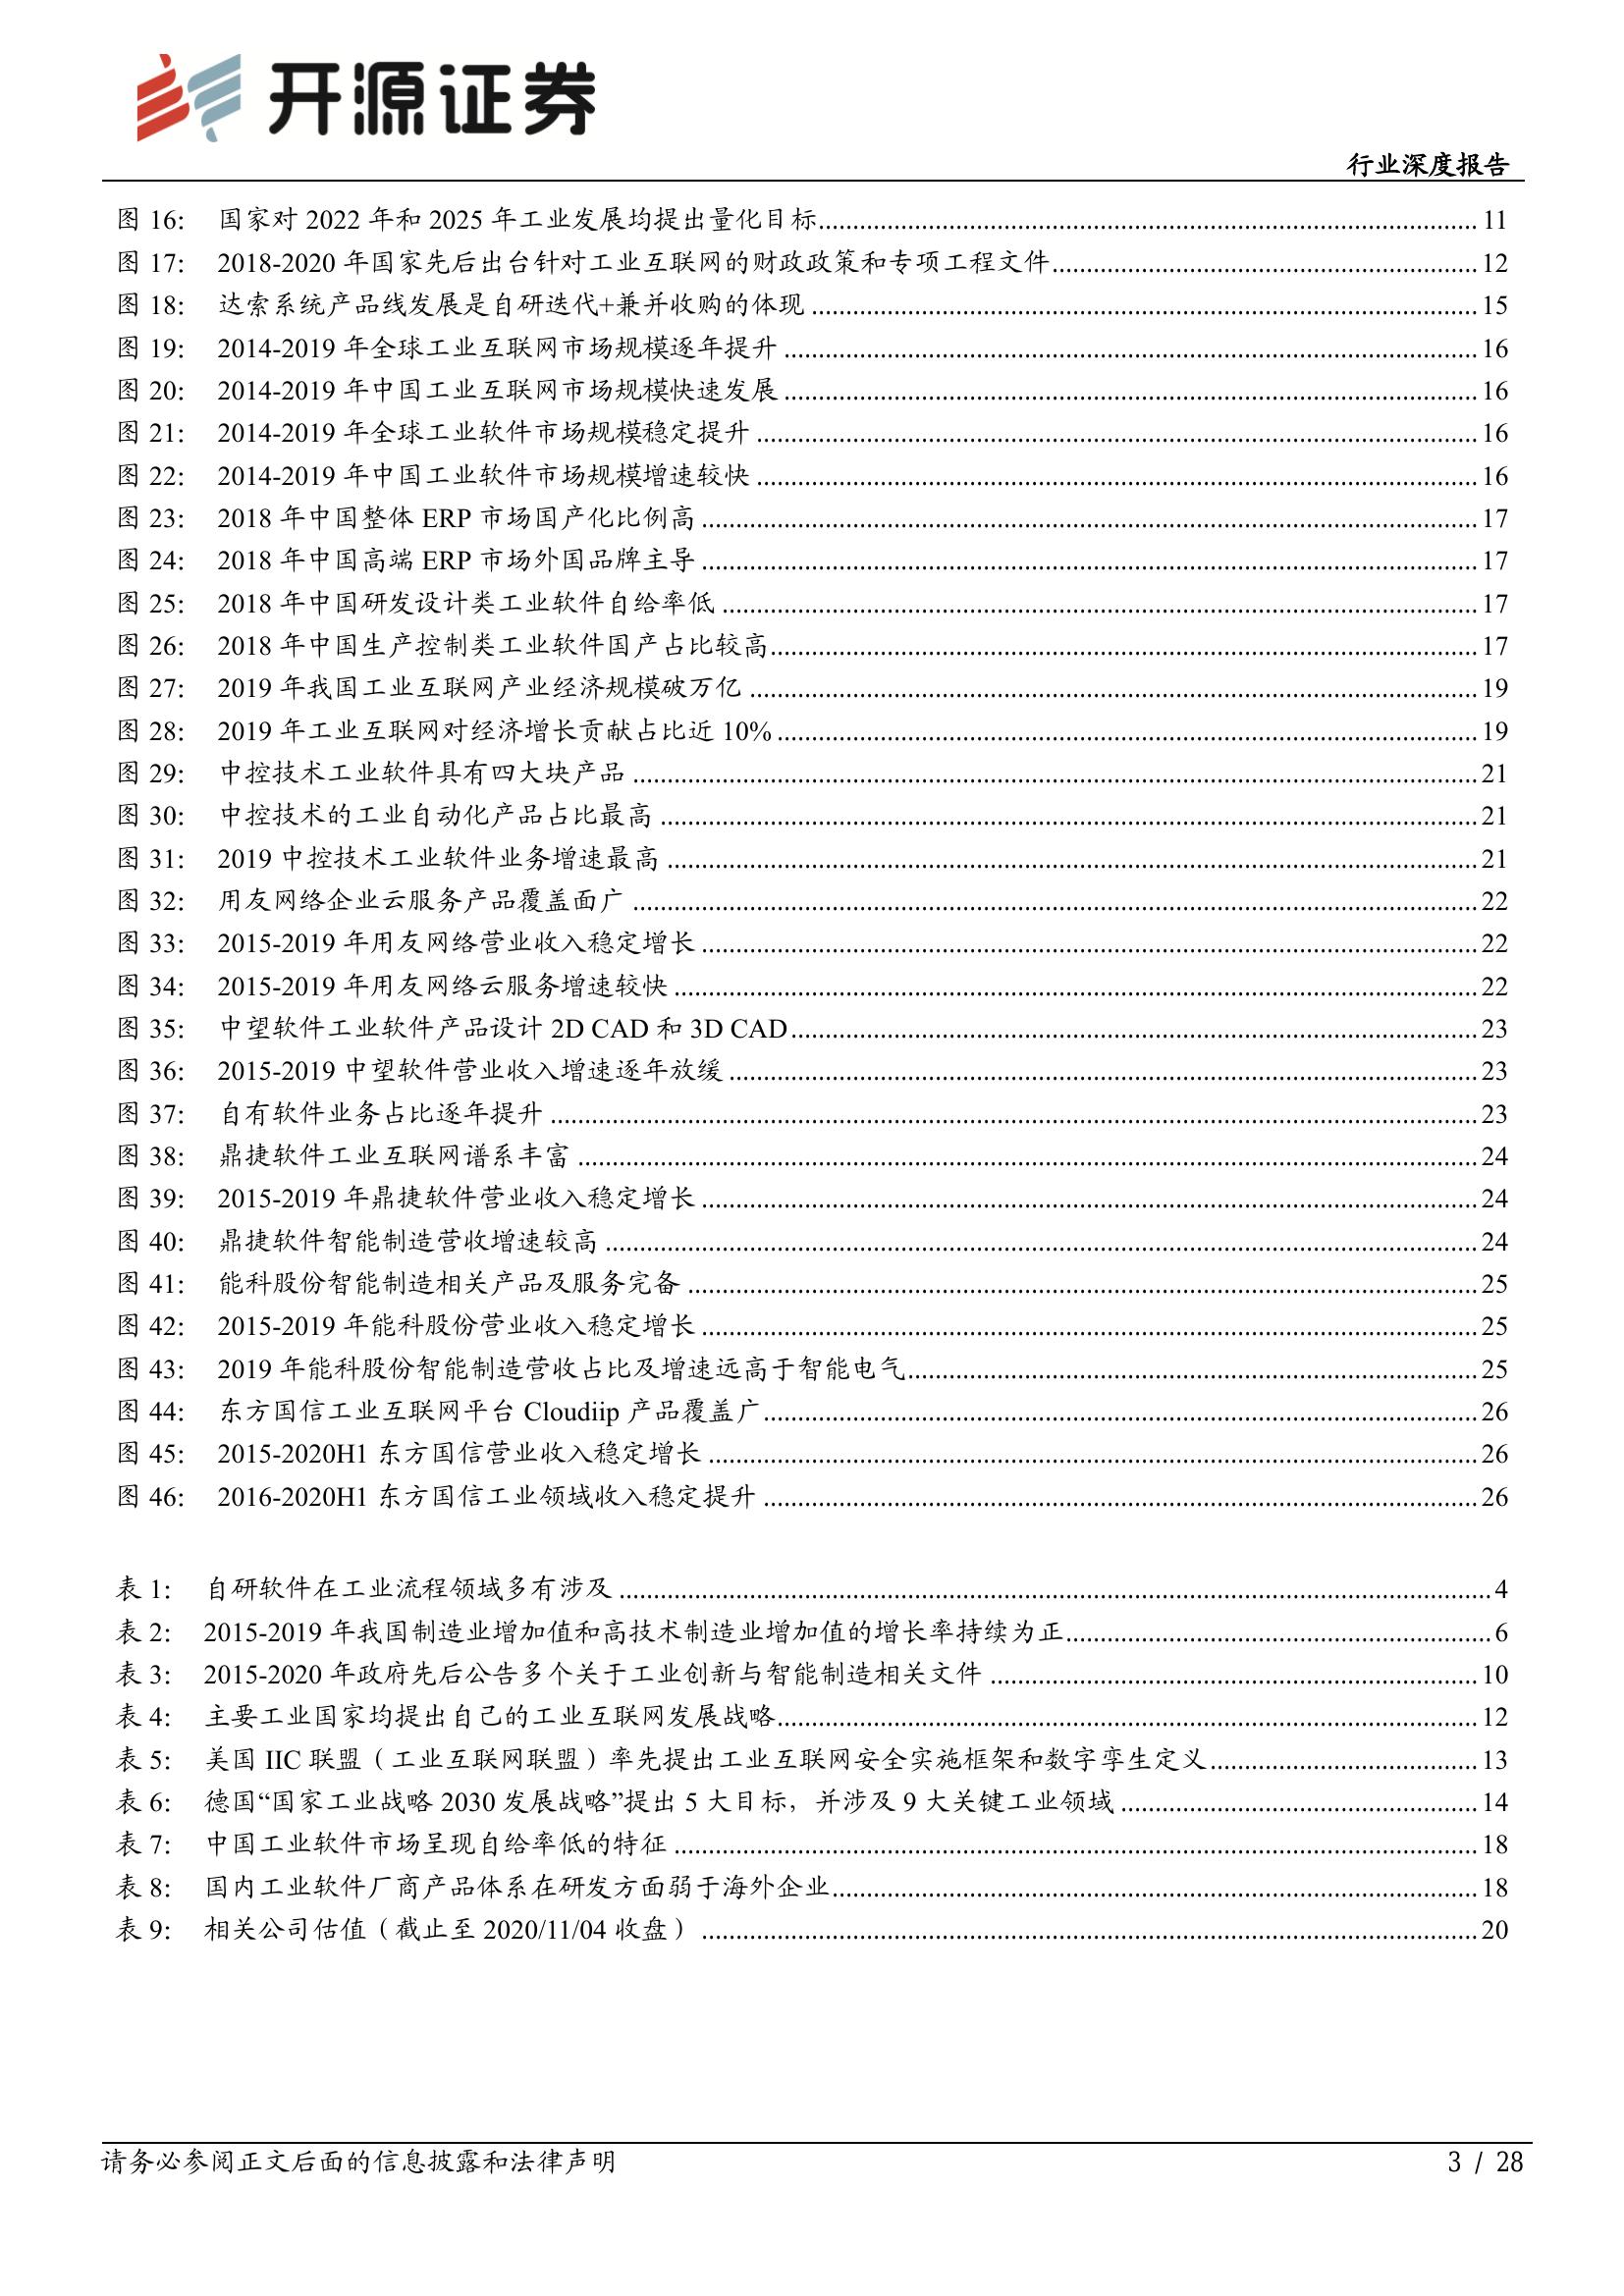 开源证券
行业深度报告
图 16: 国家对 2022 年和 2025 年工业发展均提出量化目标 11
图 17: 2018-2020 年国家先后出台针对工业互联网的财政政策和专项工程文件 12
图 18: 达索系统产品线发展是自研迭代+兼并收购的体现 15
图 19: 2014-2019 年全球工业互联网市场规模逐年提升 16
图 20: 2014-2019 年中国工业互联网市场规模快速发展 16
图 21: 2014-2019 年全球工业软件市场规模稳定提升 16
图 22: 2014-2019 年中国工业软件市场规模增速较快 16
图 23: 2018 年中国整体 ERP 市场国产化比例高 17
图 24: 2018 年中国高端 ERP 市场外国品牌主导 17
图 25: 2018 年中国研发设计类工业软件自给率低 17
图 26: 2018 年中国生产控制类工业软件国产占比较高 17
图 27: 2019 年我国工业互联网产业经济规模破万亿 19
图 28: 2019 年工业互联网对经济增长贡献占比近 10% 19
图 29: 中控技术工业软件具有四大块产品 21
图 30: 中控技术的工业自动化产品占比最高 21
图 31: 2019 中控技术工业软件业务增速最高 21
图 32: 用友网络企业云服务产品覆盖面广 22
图 33: 2015-2019 年用友网络营业收入稳定增长 22
图 34: 2015-2019 年用友网络云服务增速较快 22
图 35: 中望软件工业软件产品设计 2D CAD 和 3D CAD 23
图 36: 2015-2019 中望软件营业收入增速逐年放缓 23
图 37: 自有软件业务占比逐年提升 23
图 38: 鼎捷软件工业互联网谱系丰富 24
图 39: 2015-2019 年鼎捷软件营业收入稳定增长 24
图 40: 鼎捷软件智能制造营收增速较高 24
图 41: 能科股份智能制造相关产品及服务完备 25
图 42: 2015-2019 年能科股份营业收入稳定增长 25
图 43: 2019 年能科股份智能制造营收占比及增速远高于智能电气 25
图 44: 东方国信工业互联网平台 Cloudiip 产品覆盖广 26
图 45: 2015-2020H1 东方国信营业收入稳定增长 26
图 46: 2016-2020H1 东方国信工业领域收入稳定提升 26
表 1: 自研软件在工业流程领域多有涉及 4
表 2: 2015-2019 年我国制造业增加值和高技术制造业增加值的增长率持续为正 6
表 3: 2015-2020 年政府先后公告多个关于工业创新与智能制造相关文件 10
表 4: 主要工业国家均提出自己的工业互联网发展战略 12
表 5: 美国 IIC 联盟（工业互联网联盟）率先提出工业互联网安全实施框架和数字孪生定义 13
表 6: 德国“国家工业战略 2030 发展战略”提出 5 大目标，并涉及 9 大关键工业领域 14
表 7: 中国工业软件市场呈现自给率低的特征 18
表 8: 国内工业软件厂商产品体系在研发方面弱于海外企业 18
表 9: 相关公司估值（截止至 2020/11/04 收盘） 20
请务必参阅正文后面的信息披露和法律声明
3 / 28